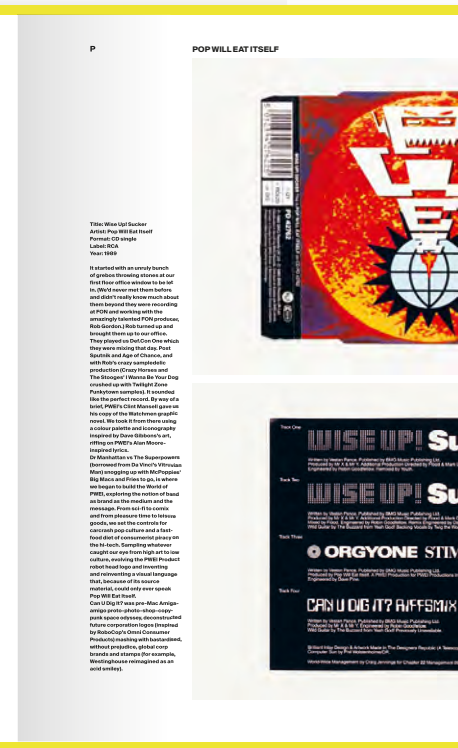 P
POP WILL EAT ITSELF
Title: Wise Up! Sucker
Artist: Pop Will Eat Itself
Format: CD single
Label: RCA
Year: 1989
It started with an unruly bunch
of grebos throwing stones at our
first floor office window to be let
in. (We'd never met them before
and didn't really know much about
them beyond they were recording
at FON and working with the
amazingly talented FON producer,
Rob Gordon.) Rob turned up and
brought them up to our office.
They played us Def.Con One which
they were mixing that day. Post
Sputnik and Age of Chance, and
with Rob's crazy sampledelic
production (Crazy Horses and
The Stooges' I Wanna Be Your Dog
crushed up with Twilight Zone
Funkytown samples). It sounded
like the perfect record. By way of a
brief, PWEI's Clint Mansell gave us
his copy of the Watchmen graphic
novel. We took it from there using
a colour palette and iconography
inspired by Dave Gibbons's art,
riffing on PWEI's Alan Moore-
inspired lyrics.
Dr Manhattan vs The Superpowers
(borrowed from Da Vinci's Vitruvian
Man) snogging up with McPoppies'
Big Macs and Fries to go, is where
we began to build the World of
PWEI, exploring the notion of band
as brand as the medium and the
message. From sci-fi to comix
and from pleasure time to leisure
goods, we set the controls for
carcrash pop culture and a fast-
food diet of consumerist piracy on
the hi-tech. Sampling whatever
caught our eye from high art to low
culture, evolving the PWEI Product
robot head logo and inventing
and reinventing a visual language
that, because of its source
material, could only ever speak
Pop Will Eat Itself.
Can U Dig It? was pre-Mac Amiga-
amigo proto-photo-shop-copy-
punk space odyssey, deconstructed
future corporation logos (inspired
by RoboCop's Omni Consumer
Products) mashing with bastardised,
without prejudice, global corp
brands and stamps (for example,
Westinghouse reimagined as an
acid smiley).
PD 42762
Track One
WISE UP! Su
Track Two
WISE UP! Su
Track Three
ORGYONE STIM
Track Four
CAN U DIG IT? RIFFSMIX